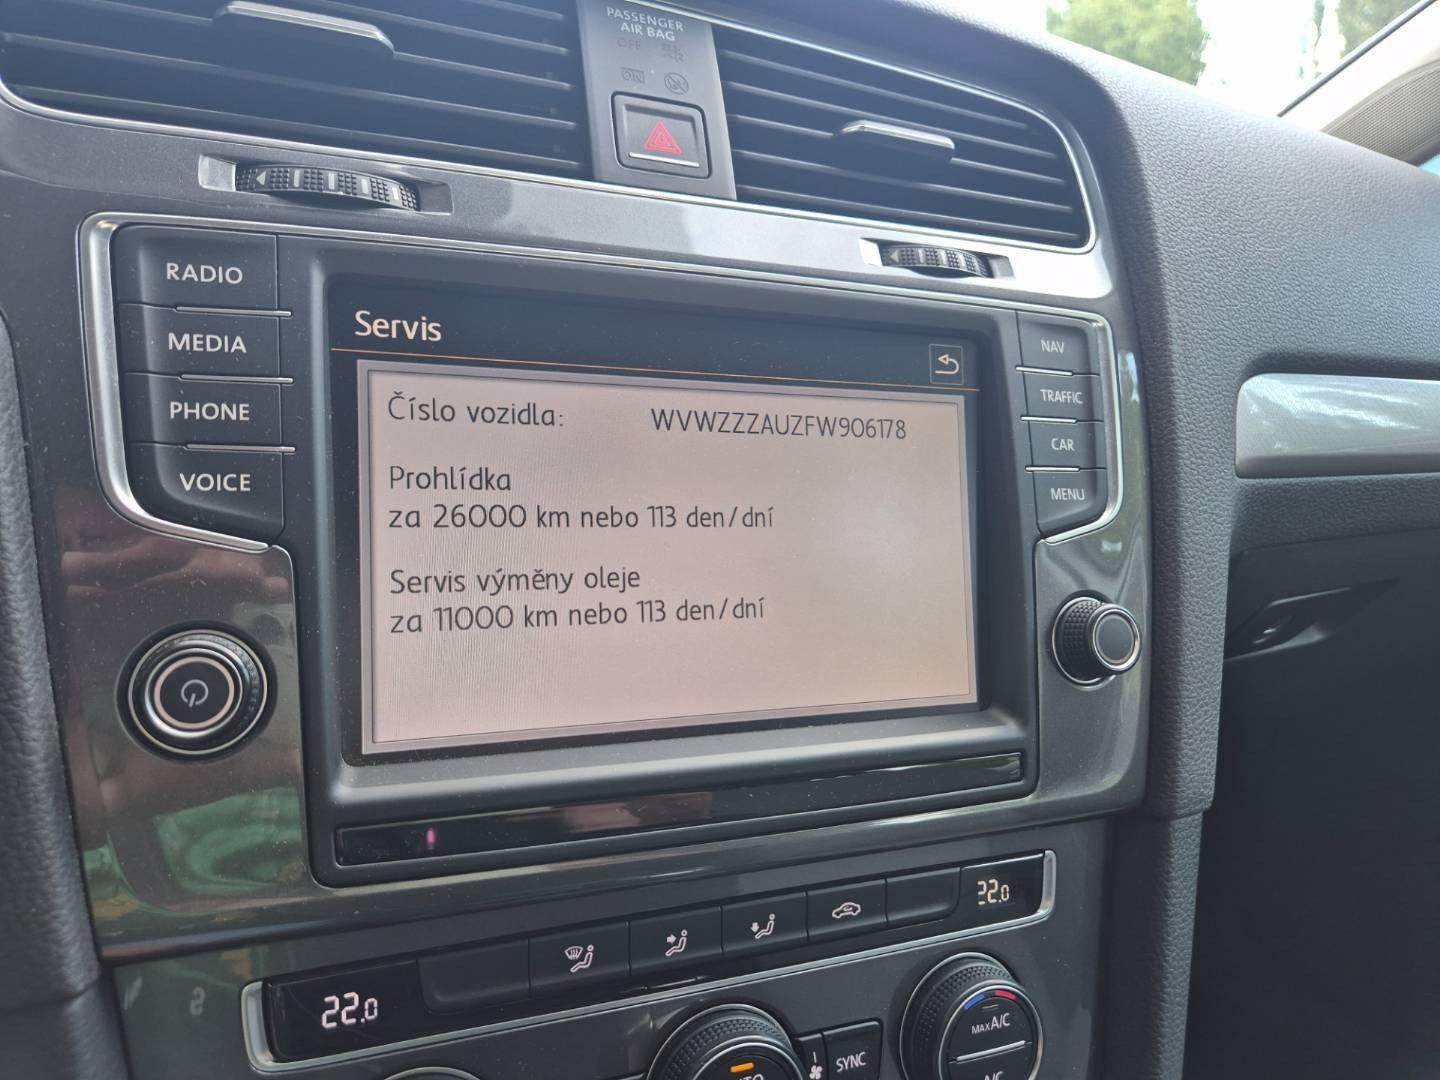 PASSENGER
AIR BAG
OFF
ON
RADIO
MEDIA
PHONE
VOICE
NAV
TRAFFIC
CAR
MENU
Servis
Číslo vozidla: WVWZZZAUZFW906178
Prohlídka
za 26000 km nebo 113 den/dní
Servis výměny oleje
za 11000 km nebo 113 den/dní
22.0
22.0
MAX A/C
A/C
SYNC